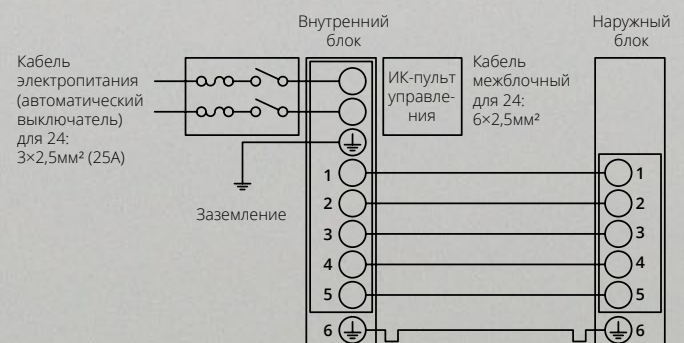 Внутренний
блок
Наружный
блок
Кабель
электропитания
(автоматический
выключатель)
для 24:
3×2,5мм² (25А)
ИК-пульт
управле-
ния
Кабель
межблочный
для 24:
6×2,5мм²
Заземление
1
2
3
4
5
6
1
2
3
4
5
6